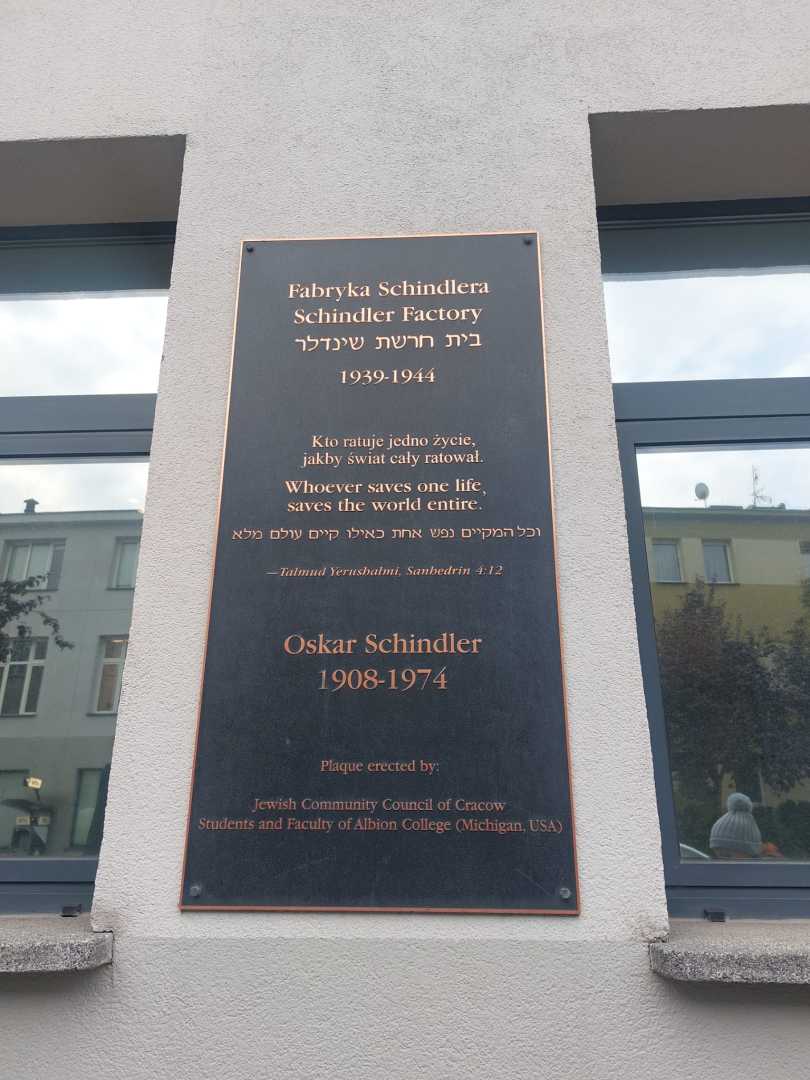 Fabryka Schindlera
Schindler Factory
בית חרשת שינדלר
1939-1944
Kto ratuje jedno życie,
jakby świat cały ratował.
Whoever saves one life,
saves the world entire.
וכל המקיים נפש אחת כאילו קיים עולם מלא
—Talmud Yerushalmi, Sanhedrin 4:12
Oskar Schindler
1908-1974
Plaque erected by:
Jewish Community Council of Cracow
Students and Faculty of Albion College (Michigan, USA)